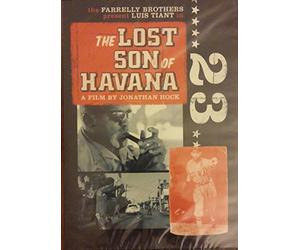 the FARRELLY BROTHERS
present LUIS TIANT in
THE LOST
SON OF
HAVANA
A FILM BY JONATHAN HOCK
23